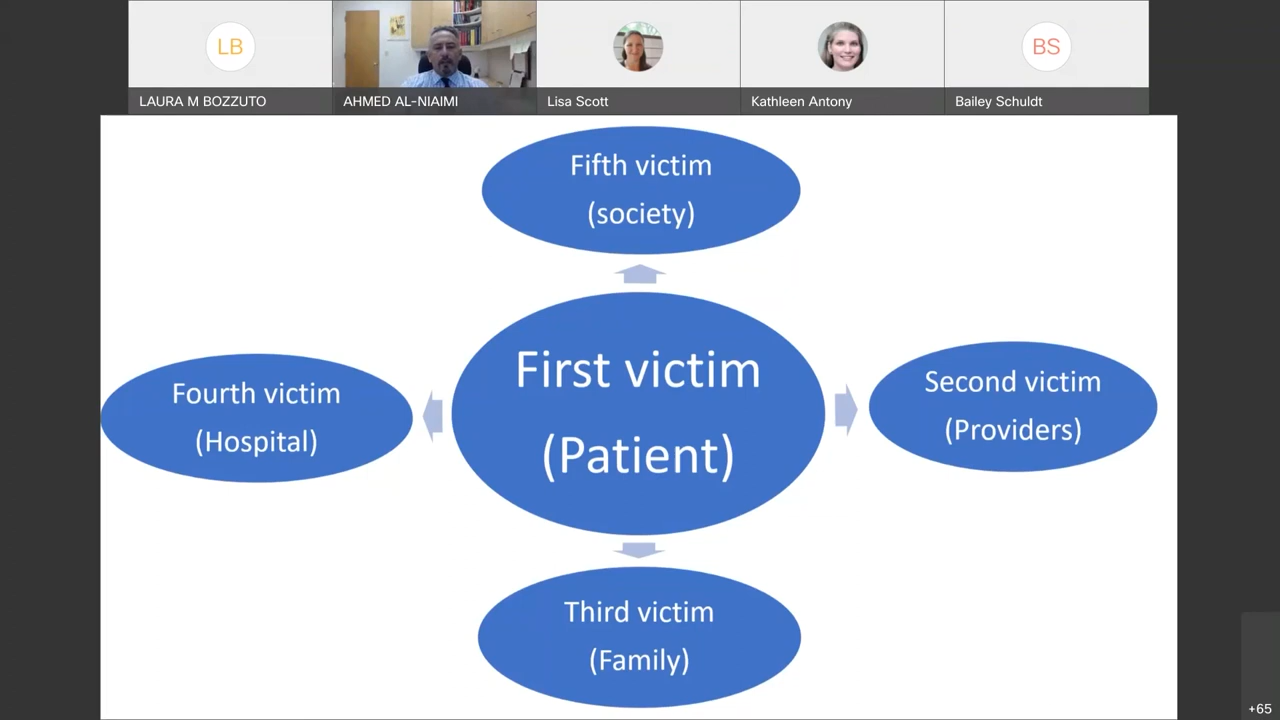 LB
BS
LAURA M BOZZUTO
AHMED AL-NIAIMI
Lisa Scott
Kathleen Antony
Bailey Schuldt
Fifth victim
(society)
First victim
(Patient)
Fourth victim
(Hospital)
Second victim
(Providers)
Third victim
(Family)
+65